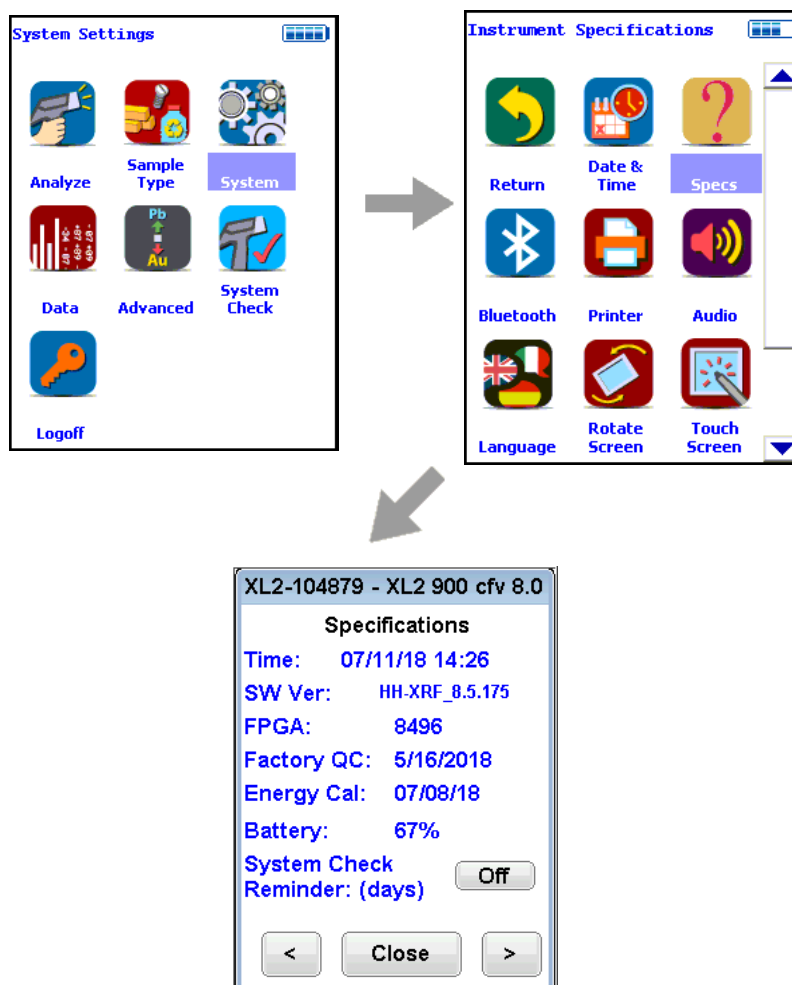 System Settings
Analyze
Sample
Type
System
Pb
Au
Data
Advanced
System
Check
Logoff
Instrument Specifications
Return
Date &
Time
Specs
Bluetooth
Printer
Audio
Language
Rotate
Screen
Touch
Screen
XL2-104879 - XL2 900 cfv 8.0
Specifications
Time: 07/11/18 14:26
SW Ver: HH-XRF_8.5.175
FPGA: 8496
Factory QC: 5/16/2018
Energy Cal: 07/08/18
Battery: 67%
System Check
Reminder: (days) Off
< Close >